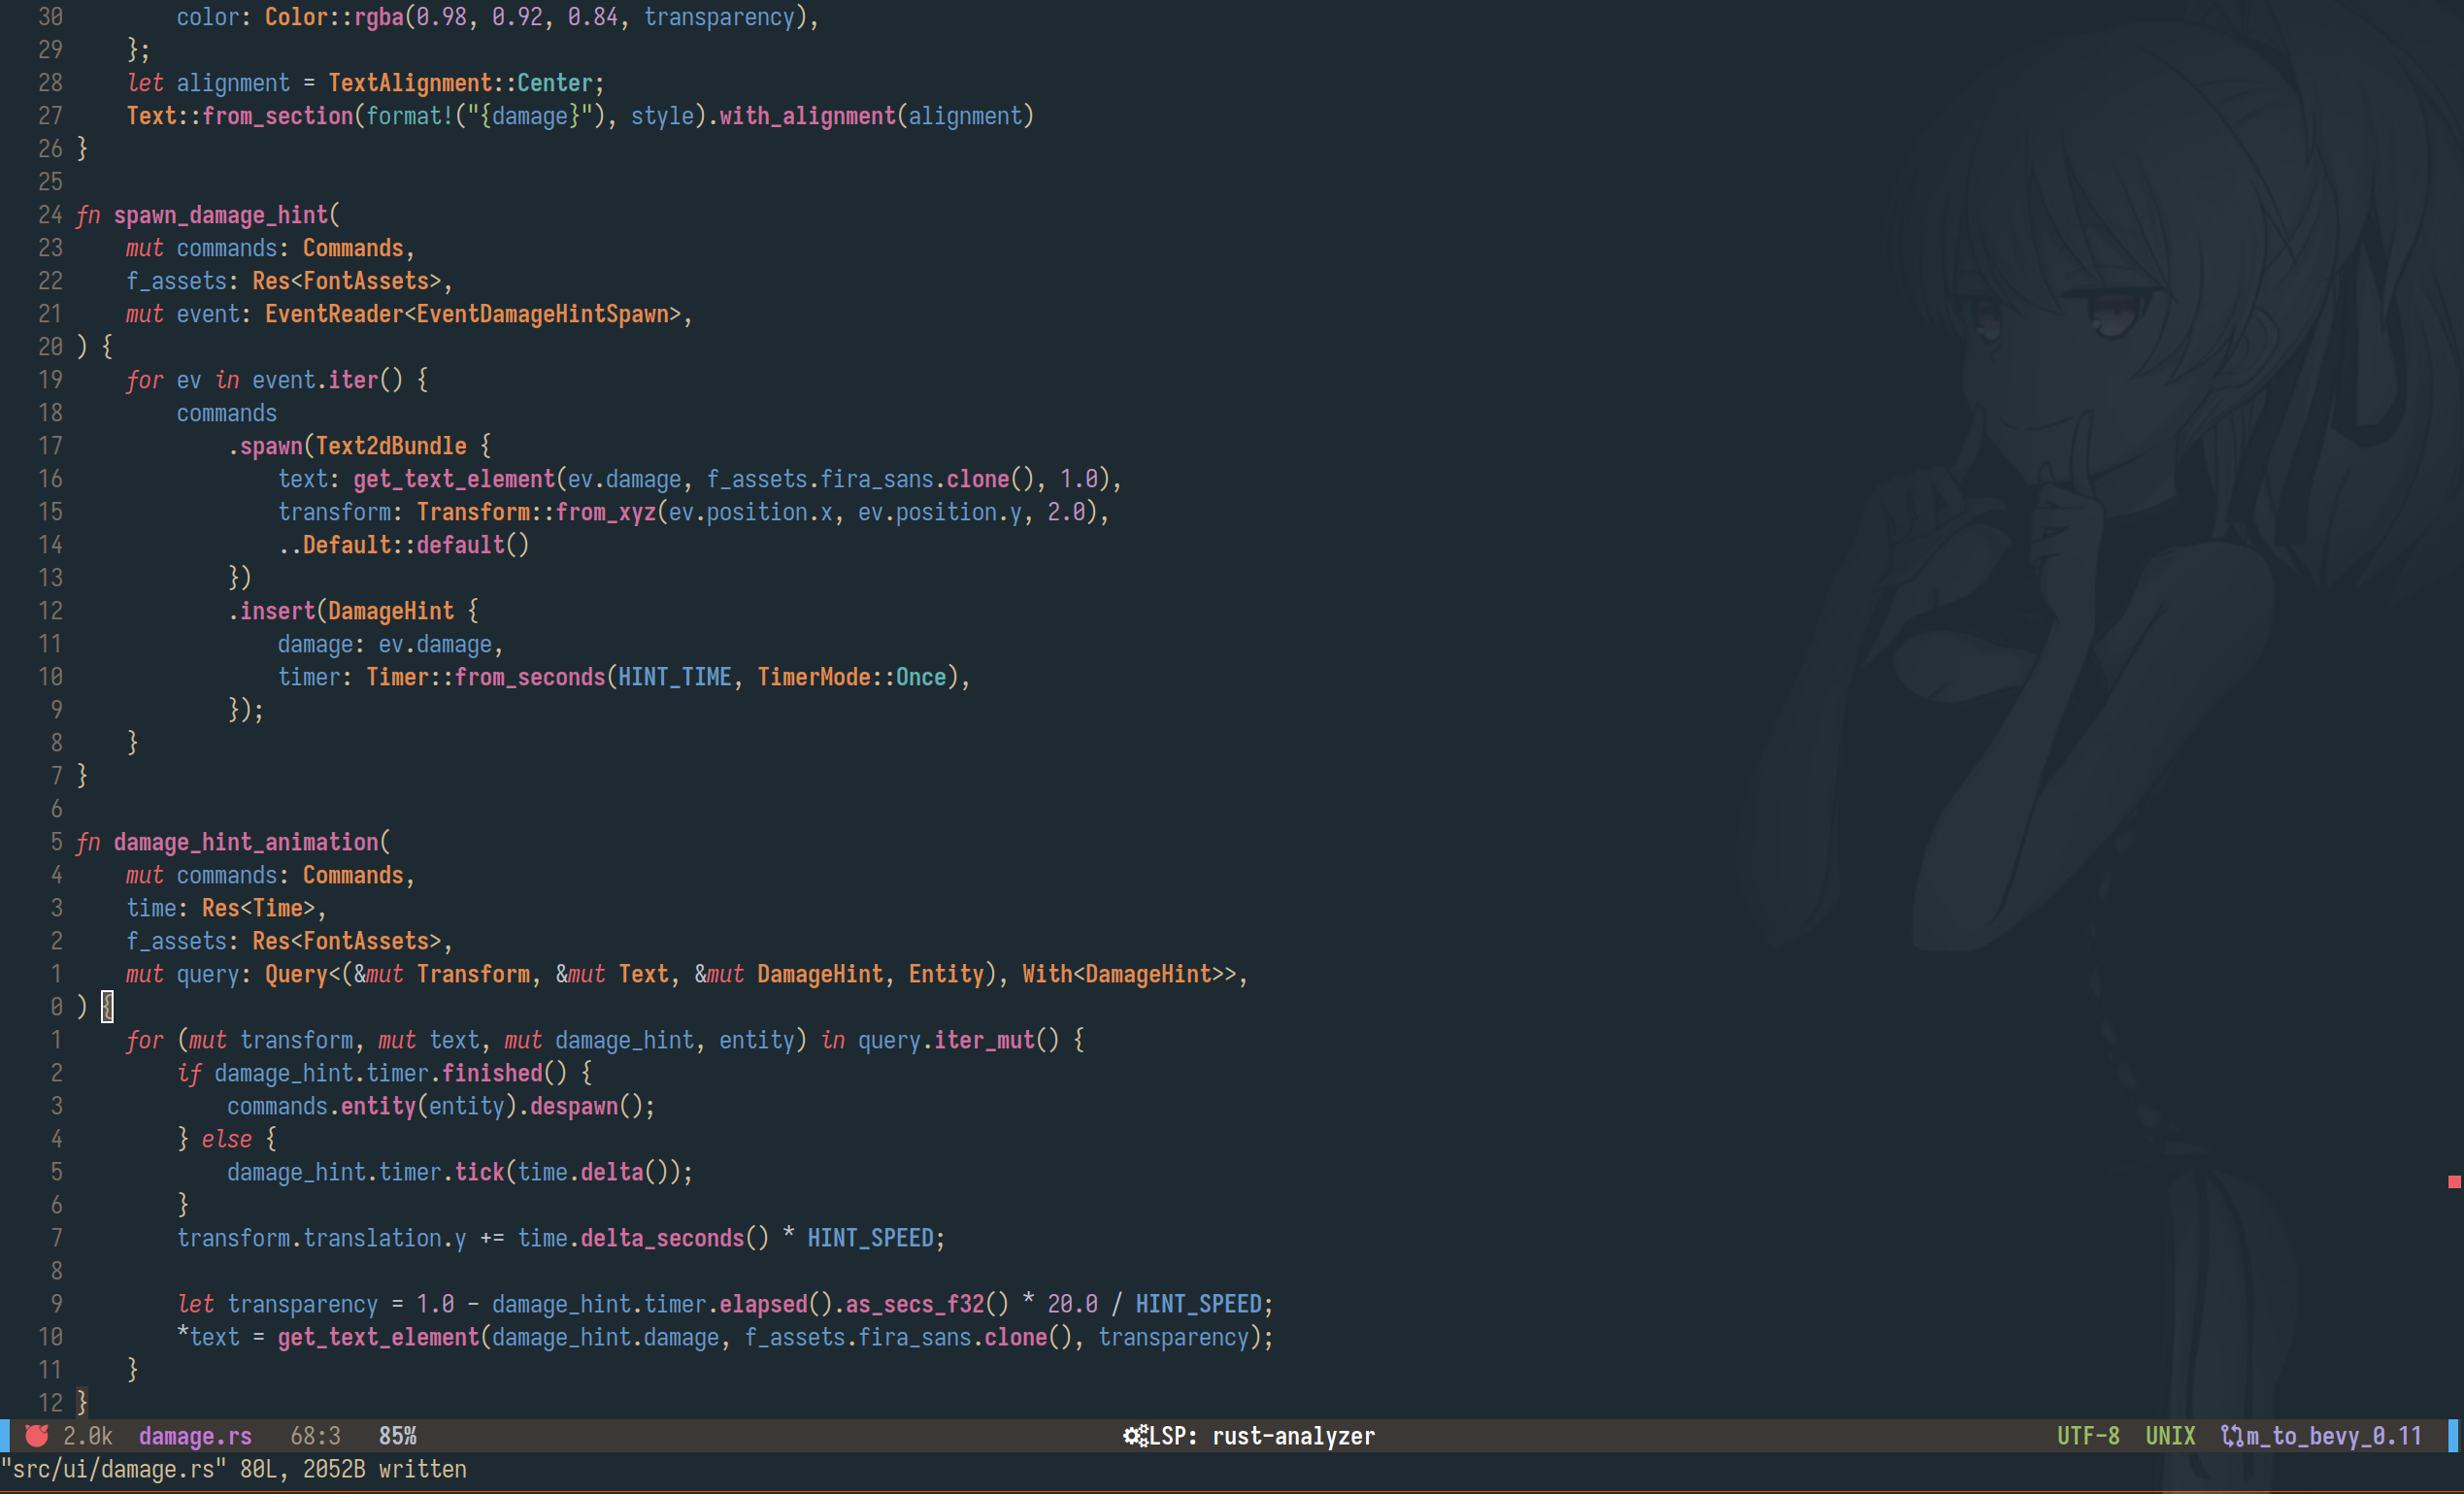 30         color: Color::rgba(0.98, 0.92, 0.84, transparency),
29     };
28     let alignment = TextAlignment::Center;
27     Text::from_section(format!("{damage}"), style).with_alignment(alignment)
26 }
25
24 fn spawn_damage_hint(
23     mut commands: Commands,
22     f_assets: Res<FontAssets>,
21     mut event: EventReader<EventDamageHintSpawn>,
20 ) {
19     for ev in event.iter() {
18         commands
17             .spawn(Text2dBundle {
16                 text: get_text_element(ev.damage, f_assets.fira_sans.clone(), 1.0),
15                 transform: Transform::from_xyz(ev.position.x, ev.position.y, 2.0),
14                 ..Default::default()
13             })
12             .insert(DamageHint {
11                 damage: ev.damage,
10                 timer: Timer::from_seconds(HINT_TIME, TimerMode::Once),
9             });
8     }
7 }
6
5 fn damage_hint_animation(
4     mut commands: Commands,
3     time: Res<Time>,
2     f_assets: Res<FontAssets>,
1     mut query: Query<(&mut Transform, &mut Text, &mut DamageHint, Entity), With<DamageHint>>,
0 ) {
1     for (mut transform, mut text, mut damage_hint, entity) in query.iter_mut() {
2         if damage_hint.timer.finished() {
3             commands.entity(entity).despawn();
4         } else {
5             damage_hint.timer.tick(time.delta());
6         }
7         transform.translation.y += time.delta_seconds() * HINT_SPEED;
8
9         let transparency = 1.0 - damage_hint.timer.elapsed().as_secs_f32() * 20.0 / HINT_SPEED;
10         *text = get_text_element(damage_hint.damage, f_assets.fira_sans.clone(), transparency);
11     }
12 }
2.0k damage.rs 68:3 85% LSP: rust-analyzer UTF-8 UNIX m_to_bevy_0.11
"src/ui/damage.rs" 80L, 2052B written